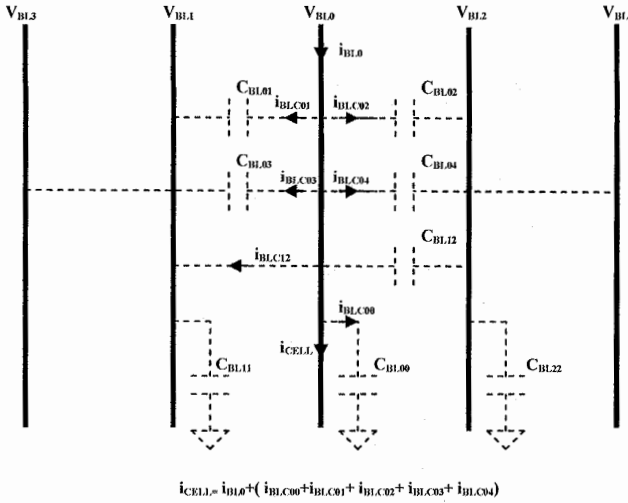 VBL3 VBL1 VBL0 VBL2 VBL
iBL0
CBL01 CBL02
iBLC01 iBLC02
CBL03 CBL04
iBLC03 iBLC04
CBL12
iBLC12
iBLC00
iCELL
CBL11 CBL00 CBL22
iCELL= iBL0+( iBLC00+iBLC01+ iBLC02+ iBLC03+ iBLC04)